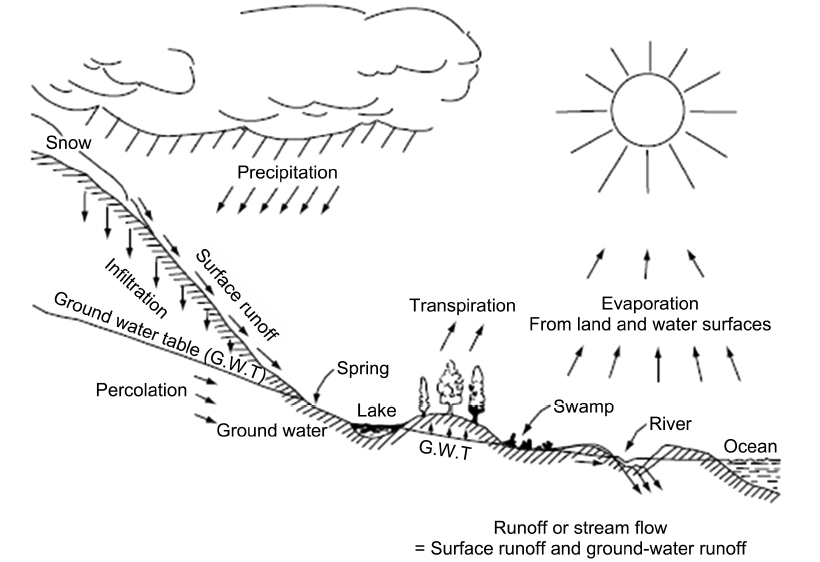 Snow
Precipitation
Surface runoff
Infiltration
Ground water table (G.W.T)
Transpiration
Evaporation
From land and water surfaces
Percolation
Spring
Ground water
Lake
Swamp
G.W.T
River
Ocean
Runoff or stream flow
= Surface runoff and ground-water runoff